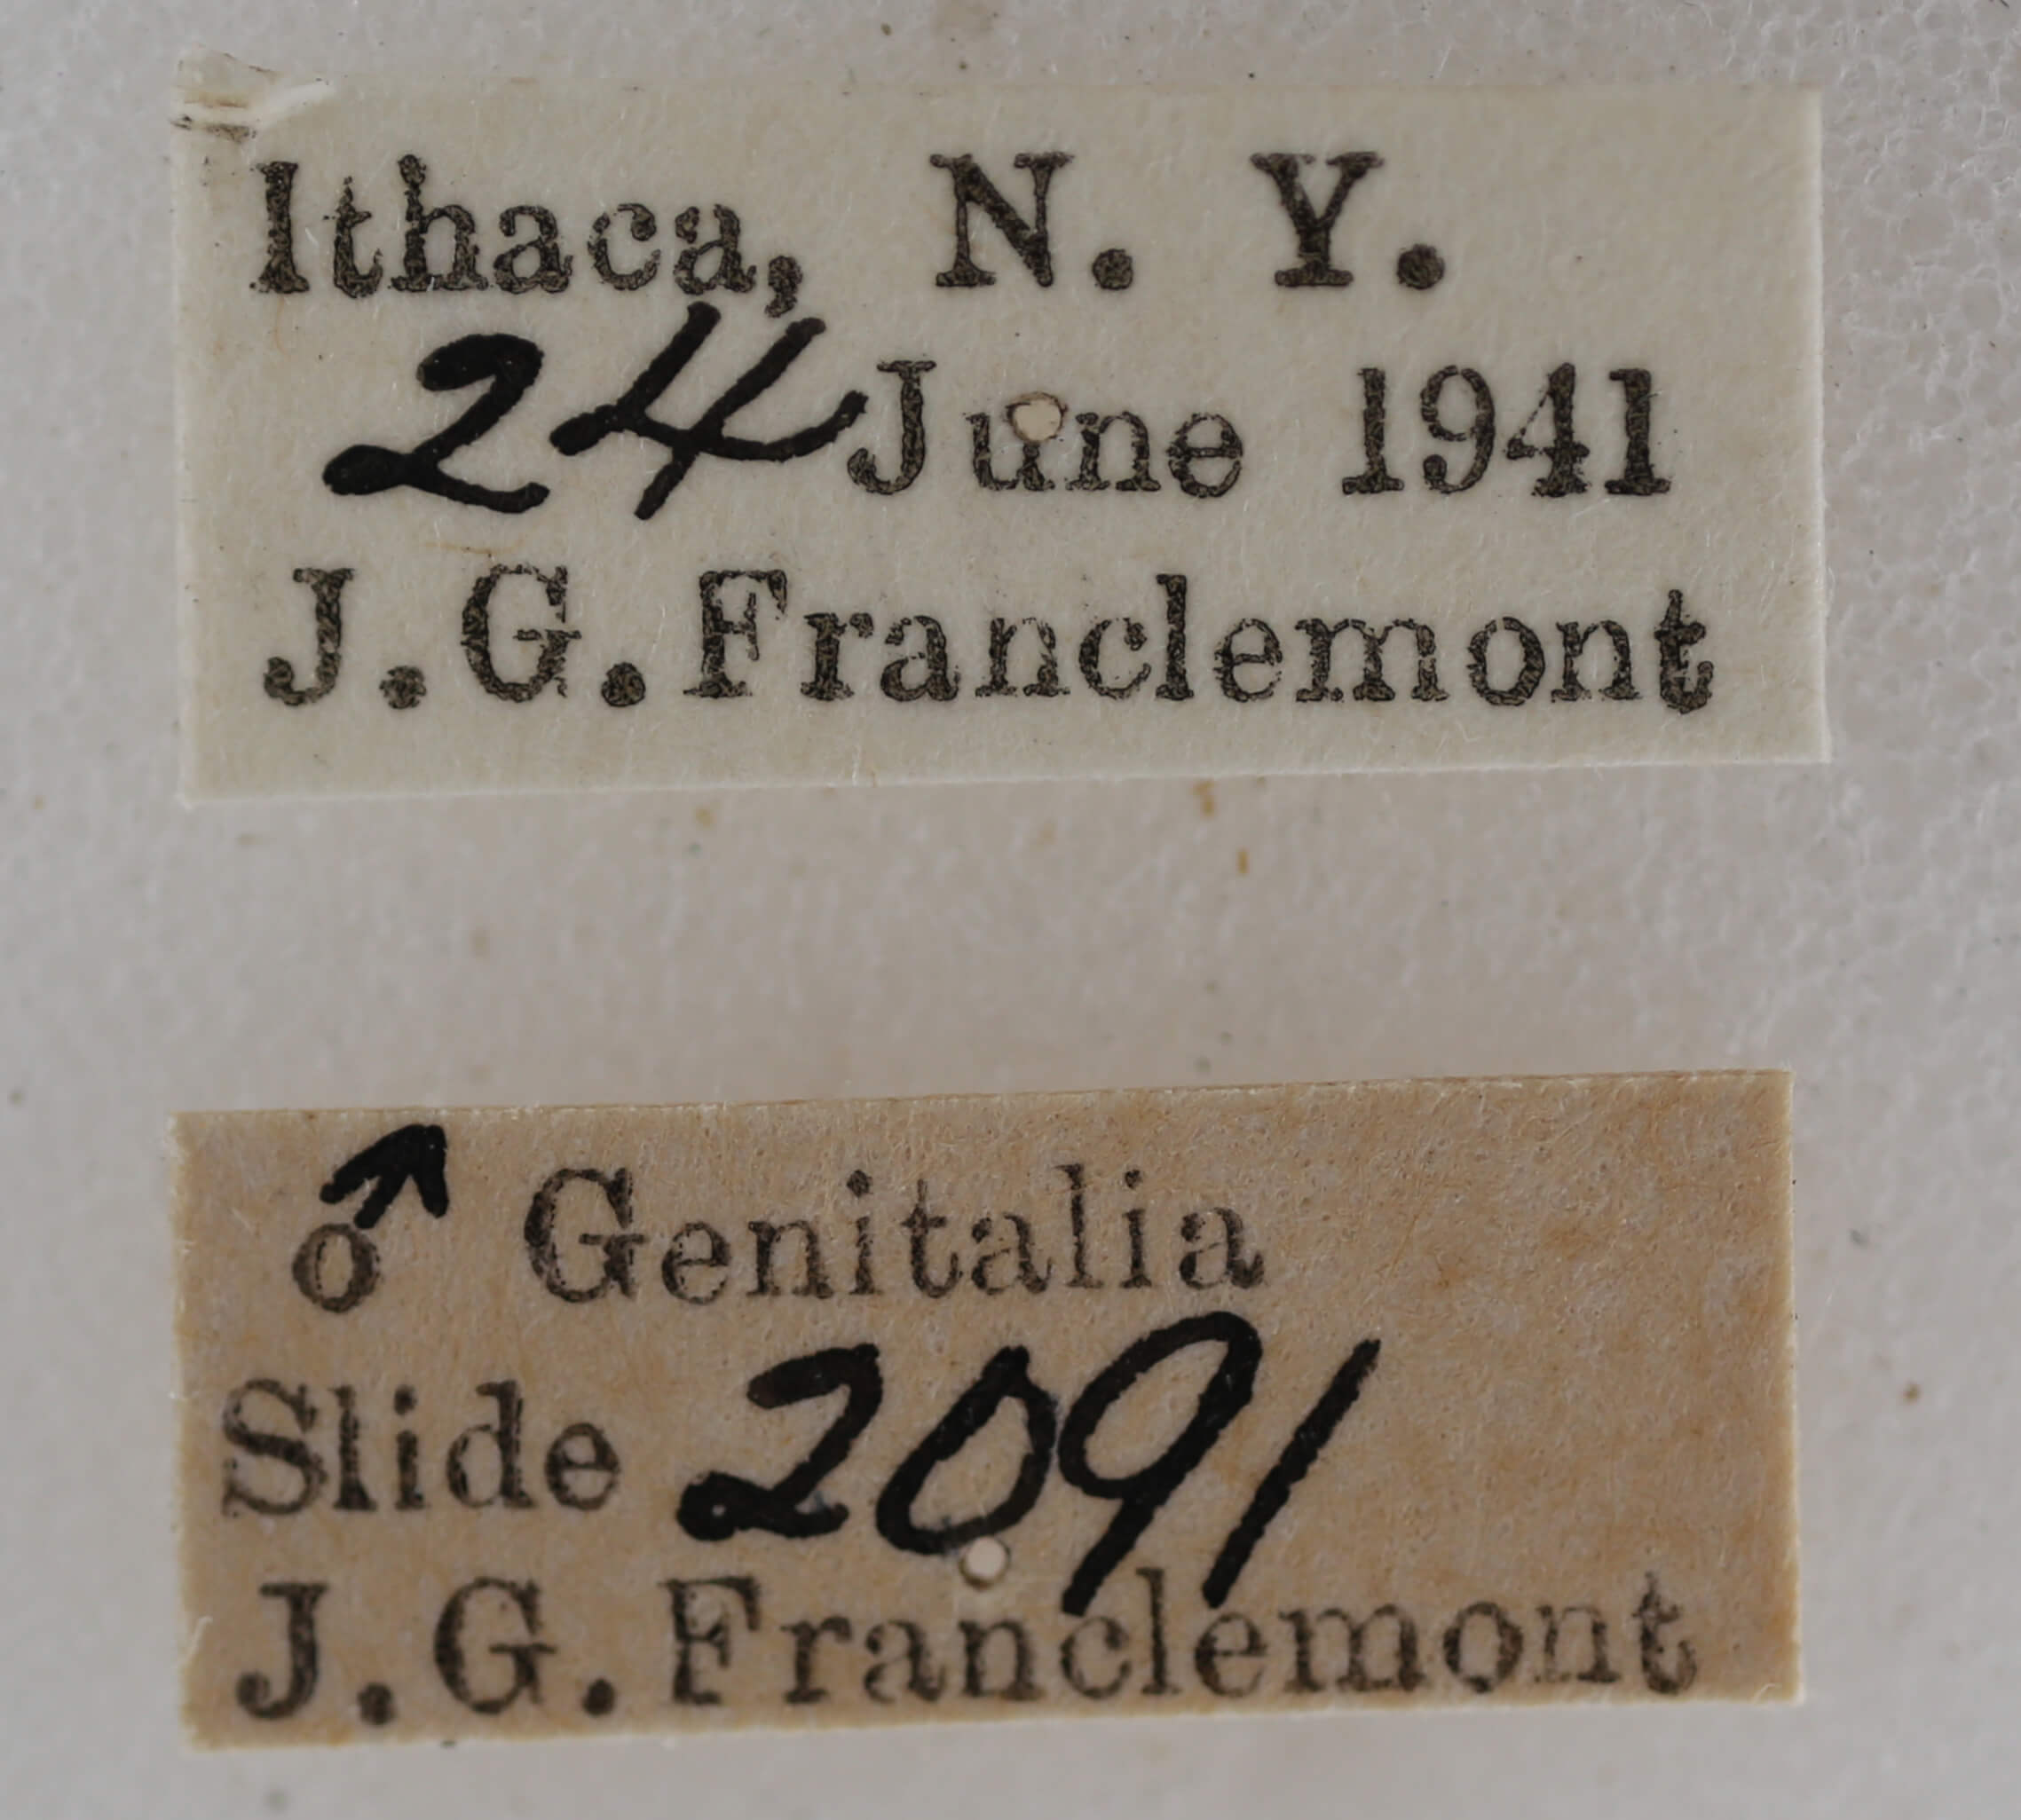 Ithaca, N. Y.
24 June 1941
J. G. Franclemont
♂ Genitalia
Slide 2091
J. G. Franclemont